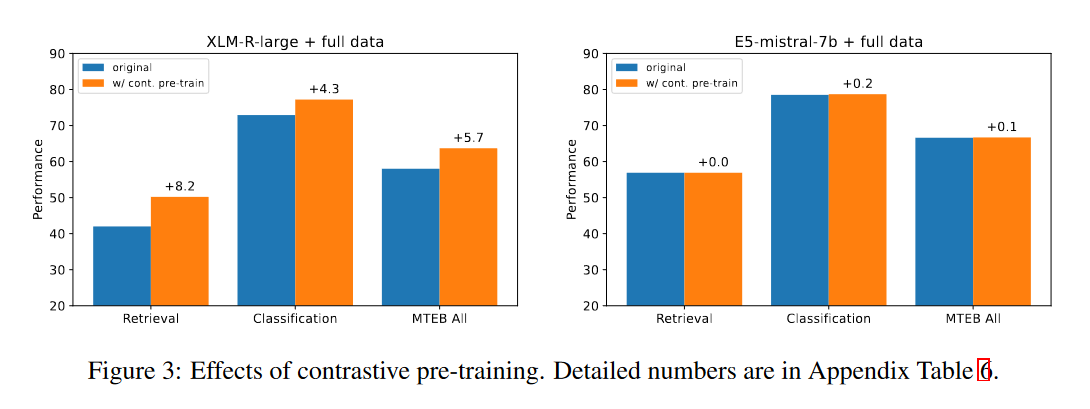 XLM-R-large + full data
90
80
70
60
50
40
30
20
Performance
original
w/ cont. pre-train
+8.2
+4.3
+5.7
Retrieval
Classification
MTEB All
E5-mistral-7b + full data
90
80
70
60
50
40
30
20
Performance
original
w/ cont. pre-train
+0.0
+0.2
+0.1
Retrieval
Classification
MTEB All
Figure 3: Effects of contrastive pre-training. Detailed numbers are in Appendix Table 6.